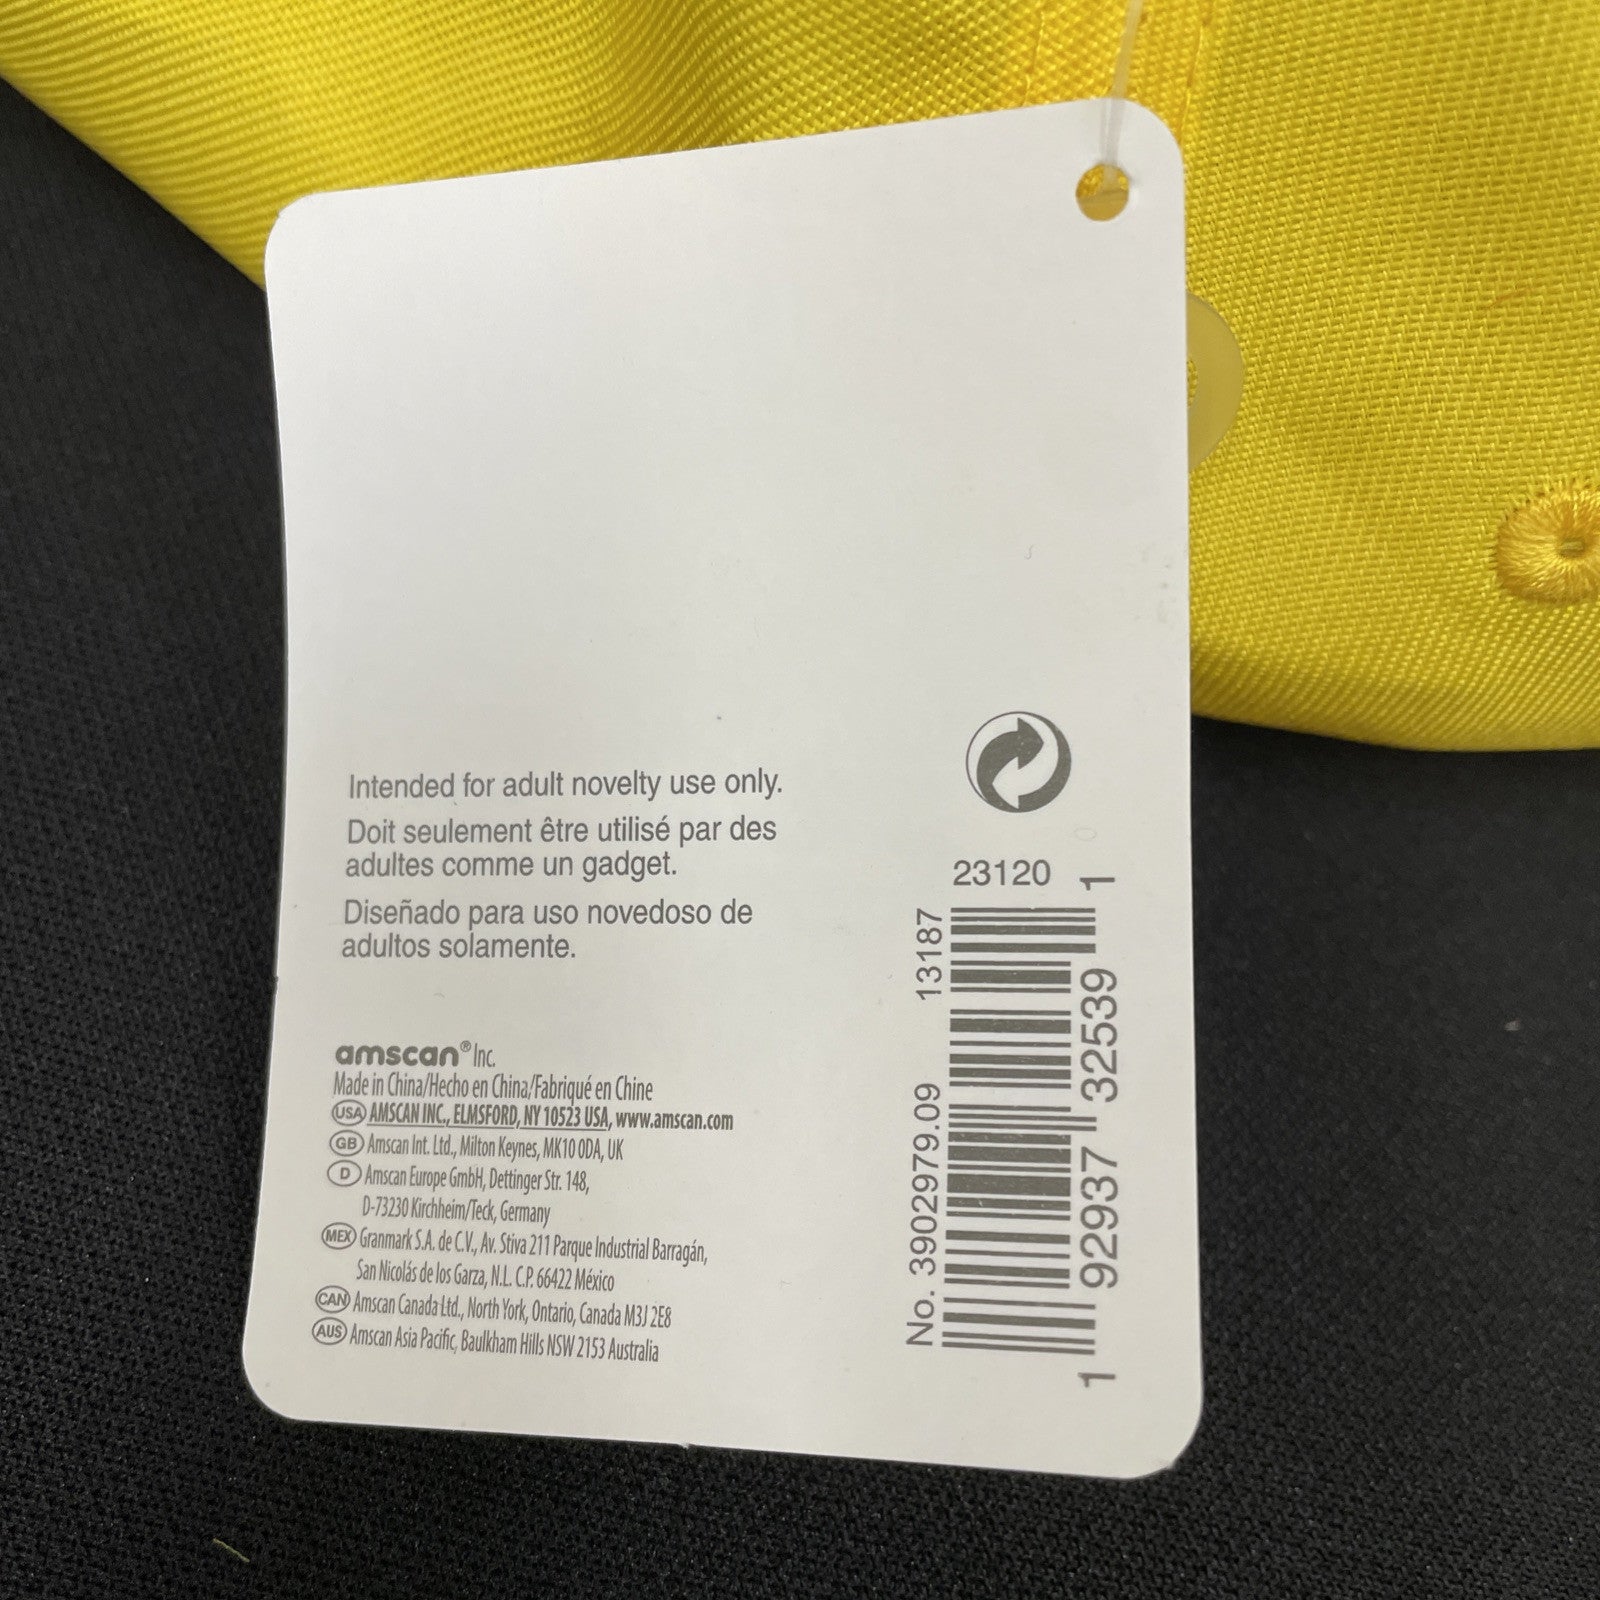 Intended for adult novelty use only.
Doit seulement être utilisé par des
adultes comme un gadget.
Diseñado para uso novedoso de
adultos solamente.
amscan® Inc.
Made in China/Hecho en China/Fabriqué en Chine
USA AMSCAN INC., ELMSFORD, NY 10523 USA, www.amscan.com
GB Amscan Int. Ltd., Milton Keynes, MK10 0DA, UK
D Amscan Europe GmbH, Dettinger Str. 148,
D-73230 Kirchheim/Teck, Germany
MEX Granmark S.A. de C.V., Av. Stiva 211 Parque Industrial Barragán,
San Nicolás de los Garza, N.L. C.P. 66422 México
CAN Amscan Canada Ltd., North York, Ontario, Canada M3J 2E8
AUS Amscan Asia Pacific, Baulkham Hills NSW 2153 Australia
23120
No. 3902979.09 13187
1 92937 32539 1